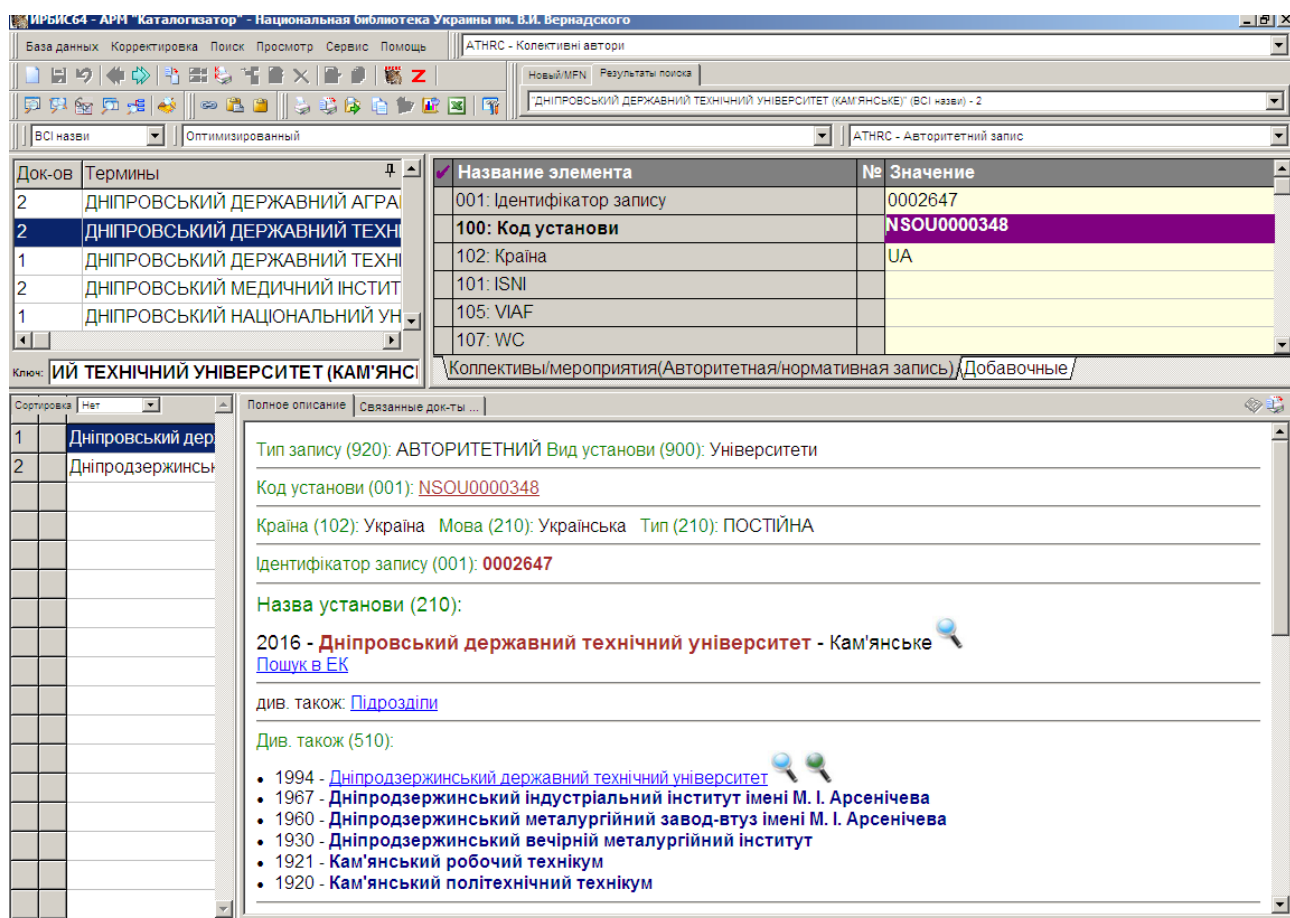 ИРБИС64 - АРМ "Каталогизатор" - Национальная библиотека Украины им. В.И. Вернадского
База данных Корректировка Поиск Просмотр Сервис Помощь
ATHRC - Колективні автори
Новый/MFN Результаты поиска
"ДНІПРОВСЬКИЙ ДЕРЖАВНИЙ ТЕХНІЧНИЙ УНІВЕРСИТЕТ (КАМ'ЯНСЬКЕ)" (ВСІ назви) - 2
ВСІ назви Оптимизированный ATHRC - Авторитетний запис
Док-ов Термины
2 ДНІПРОВСЬКИЙ ДЕРЖАВНИЙ АГРА
2 ДНІПРОВСЬКИЙ ДЕРЖАВНИЙ ТЕХНІ
1 ДНІПРОВСЬКИЙ ДЕРЖАВНИЙ ТЕХНІ
2 ДНІПРОВСЬКИЙ МЕДИЧНИЙ ІНСТИТ
1 ДНІПРОВСЬКИЙ НАЦІОНАЛЬНИЙ УН
Ключ: ИЙ ТЕХНІЧНИЙ УНІВЕРСИТЕТ (КАМ'ЯНСІ
Название элемента № Значение
001: Ідентифікатор запису 0002647
100: Код установи NSOU0000348
102: Країна UA
101: ISNI
105: VIAF
107: WC
Коллективы/мероприятия(Авторитетная/нормативная запись) Добавочные
Сортировка Нет
1 Дніпровський дер
2 Дніпродзержинськ
Полное описание Связанные док-ты ...
Тип запису (920): АВТОРИТЕТНИЙ Вид установи (900): Університети
Код установи (001): NSOU0000348
Країна (102): Україна Мова (210): Українська Тип (210): ПОСТІЙНА
Ідентифікатор запису (001): 0002647
Назва установи (210):
2016 - Дніпровський державний технічний університет - Кам'янське
Пошук в ЕК
див. також: Підрозділи
Див. також (510):
• 1994 - Дніпродзержинський державний технічний університет
• 1967 - Дніпродзержинський індустріальний інститут імені М. І. Арсенічева
• 1960 - Дніпродзержинський металургійний завод-втуз імені М. І. Арсенічева
• 1930 - Дніпродзержинський вечірній металургійний інститут
• 1921 - Кам'янський робочий технікум
• 1920 - Кам'янський політехнічний технікум